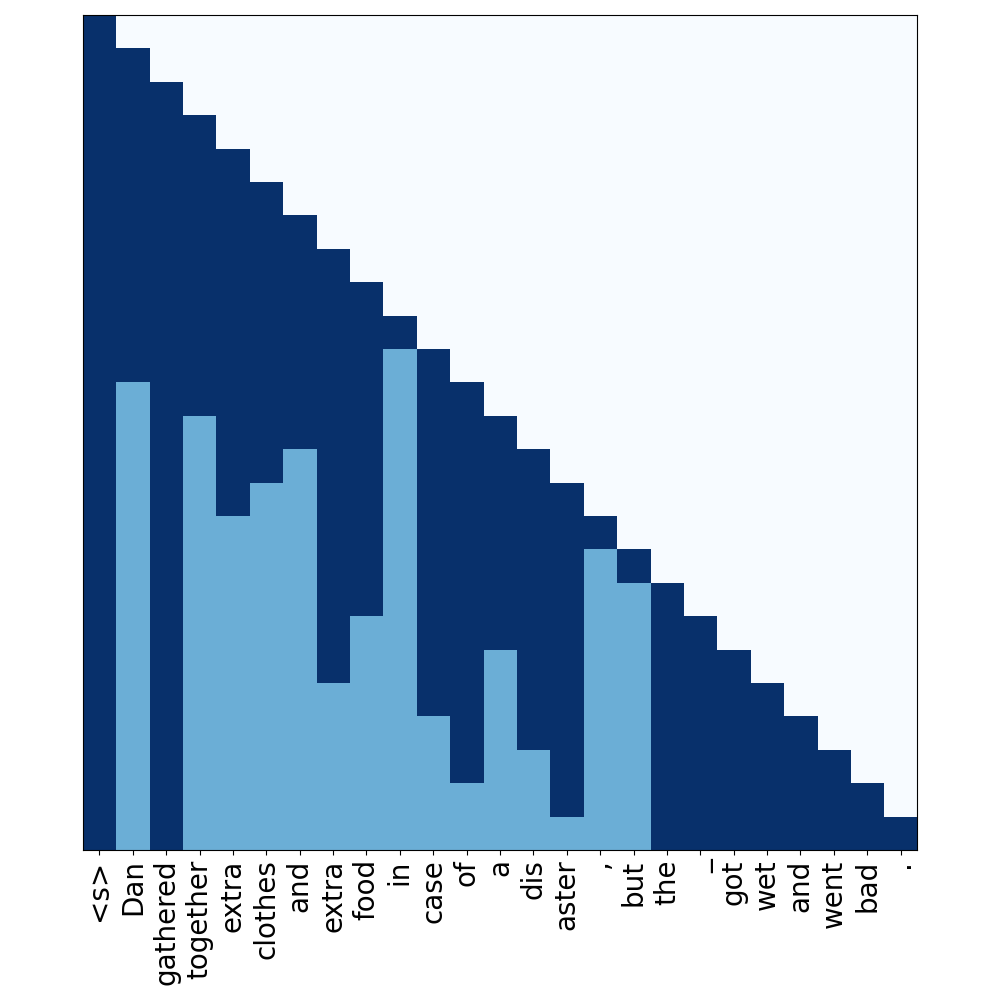 <s>
Dan
gathered
together
extra
clothes
and
extra
food
in
case
of
a
dis
aster
,
but
the
_
got
wet
and
went
bad
.